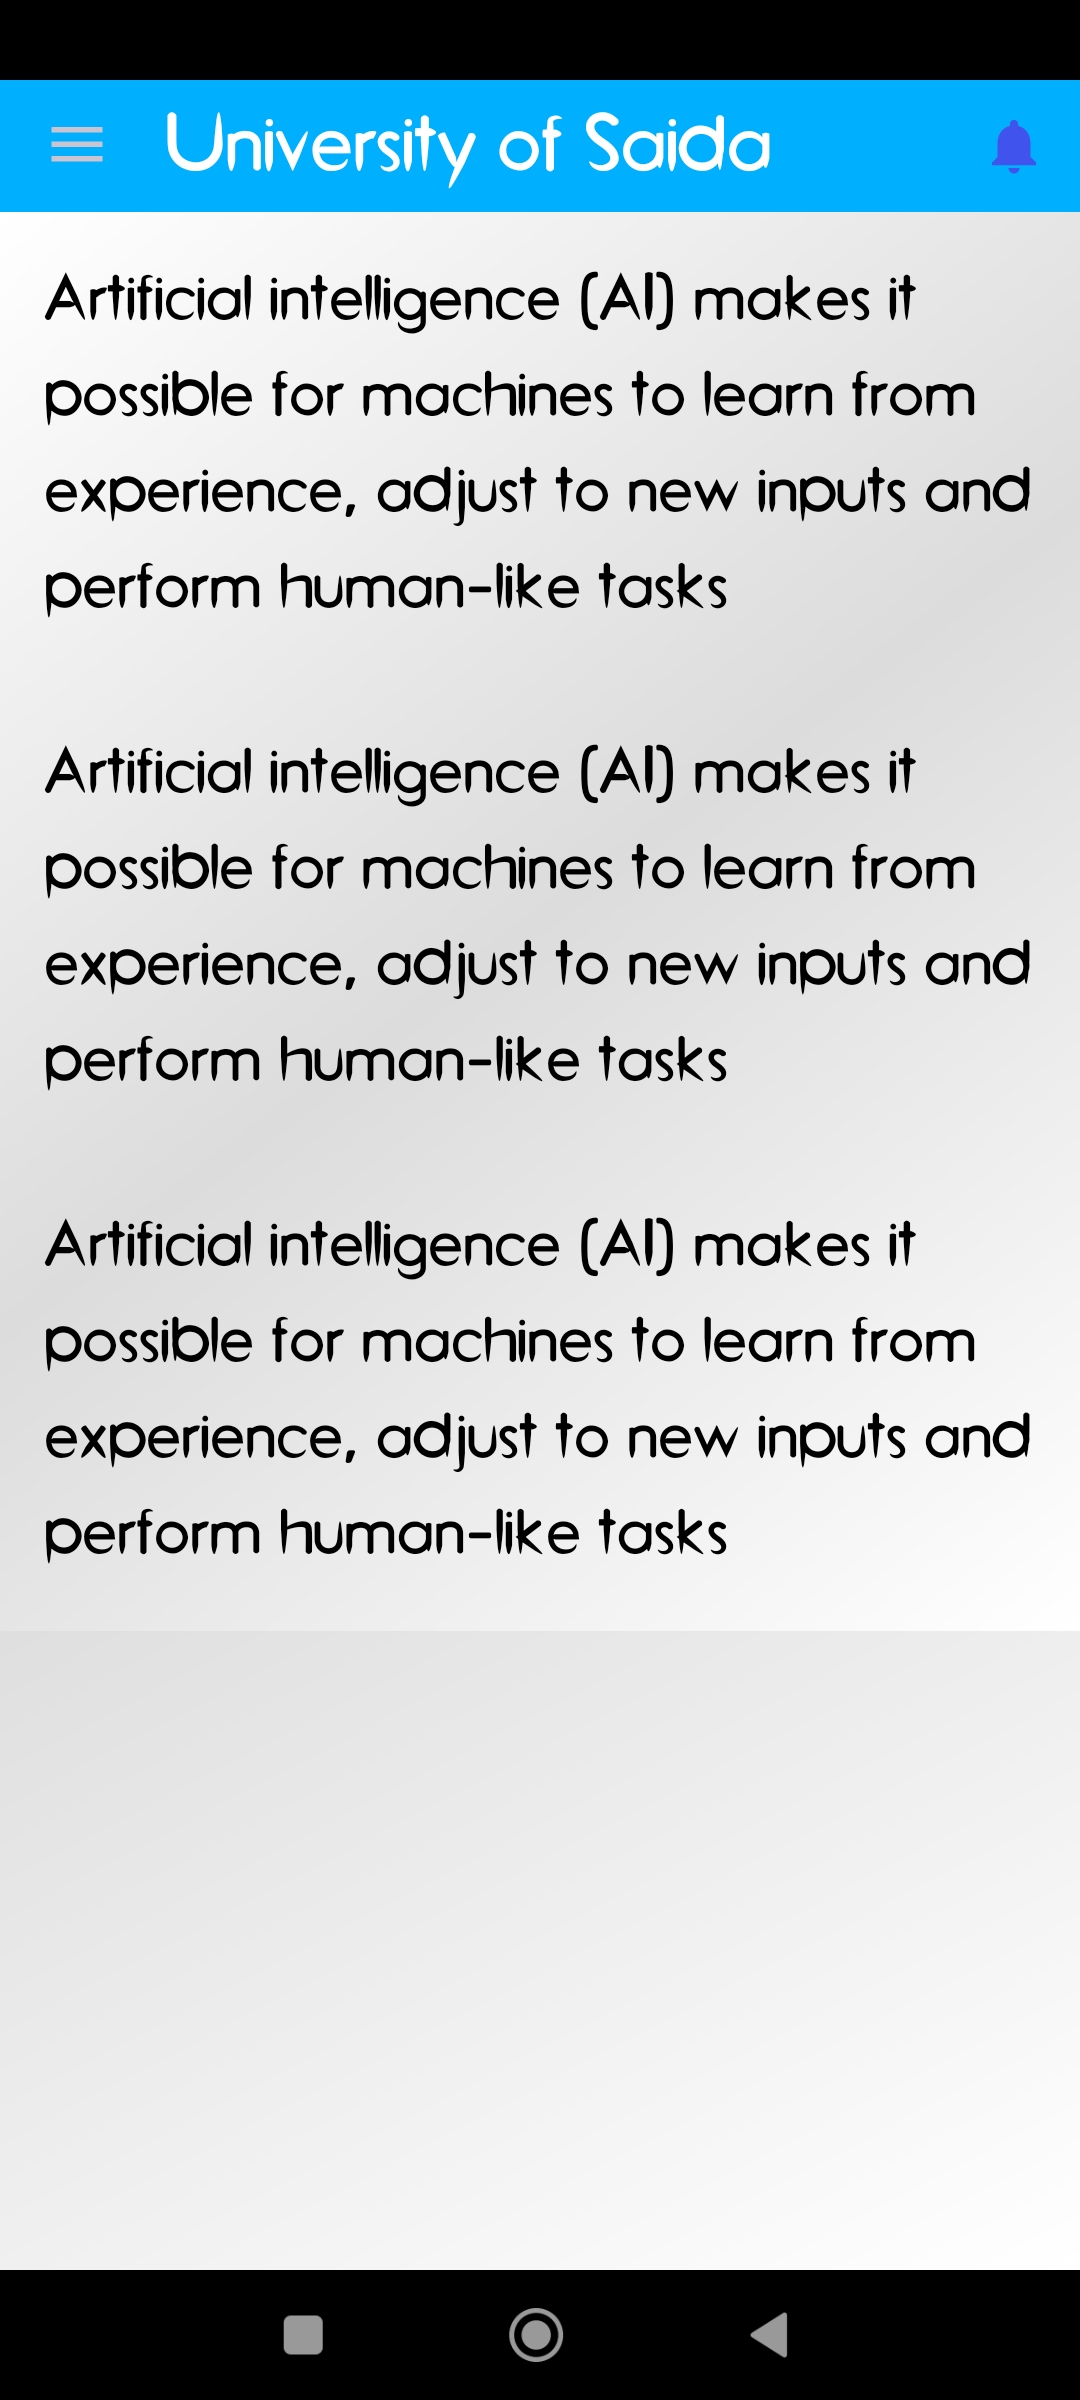 University of Saida
Artificial intelligence (AI) makes it
possible for machines to learn from
experience, adjust to new inputs and
perform human-like tasks
Artificial intelligence (AI) makes it
possible for machines to learn from
experience, adjust to new inputs and
perform human-like tasks
Artificial intelligence (AI) makes it
possible for machines to learn from
experience, adjust to new inputs and
perform human-like tasks